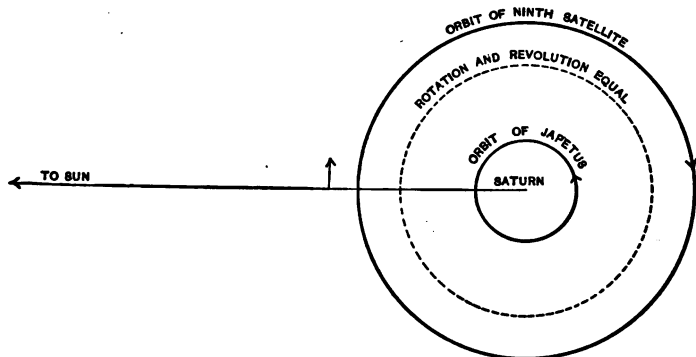 ORBIT OF NINTH SATELLITE
ROTATION AND REVOLUTION EQUAL
ORBIT OF JAPETUS
TO SUN
SATURN